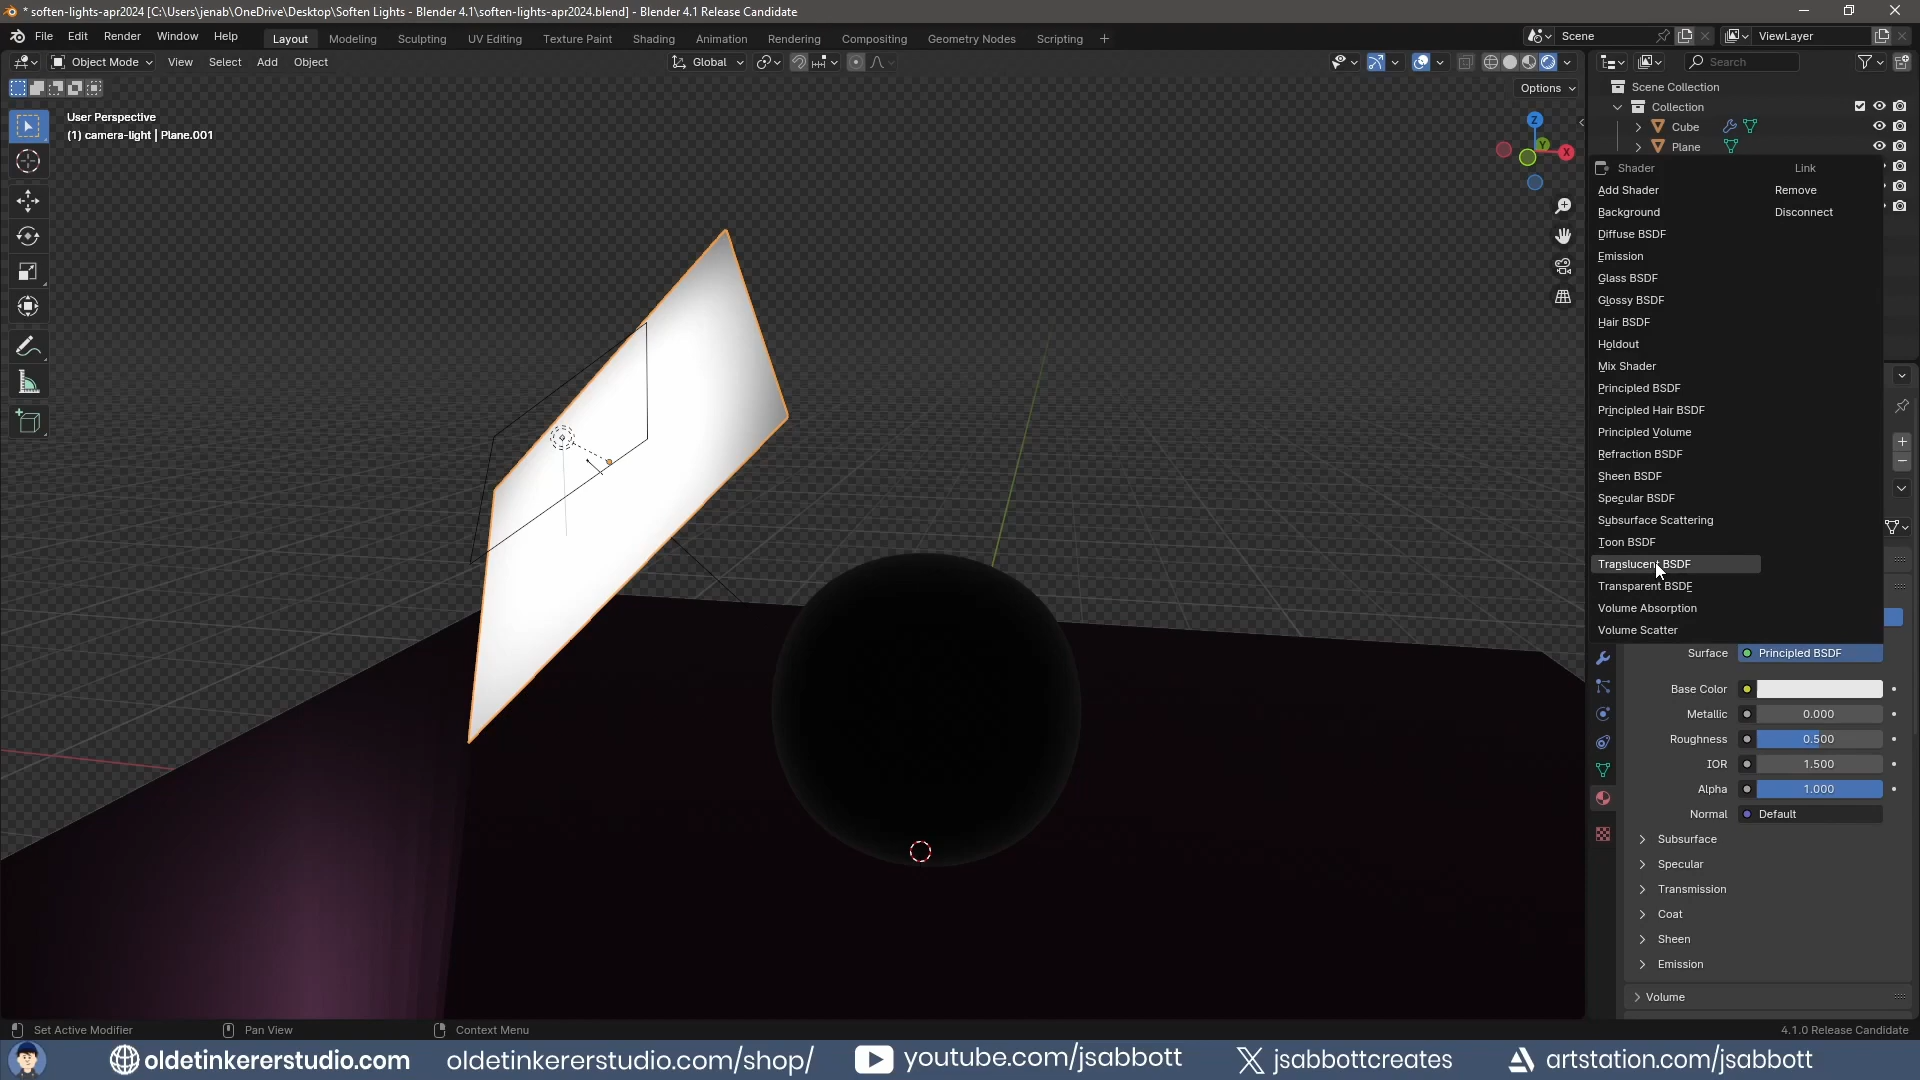 * soften-lights-apr2024 [C:\Users\jenab\OneDrive\Desktop\Soften Lights - Blender 4.1\soften-lights-apr2024.blend] - Blender 4.1 Release Candidate
File Edit Render Window Help
Layout Modeling Sculpting UV Editing Texture Paint Shading Animation Rendering Compositing Geometry Nodes Scripting +
Scene
ViewLayer
Object Mode View Select Add Object
Global
Search
Options
User Perspective
(1) camera-light | Plane.001
Z
Y
X
Scene Collection
Collection
Cube
Plane
Shader Link
Add Shader Remove
Background Disconnect
Diffuse BSDF
Emission
Glass BSDF
Glossy BSDF
Hair BSDF
Holdout
Mix Shader
Principled BSDF
Principled Hair BSDF
Principled Volume
Refraction BSDF
Sheen BSDF
Specular BSDF
Subsurface Scattering
Toon BSDF
Translucent BSDF
Transparent BSDF
Volume Absorption
Volume Scatter
Surface Principled BSDF
Base Color
Metallic 0.000
Roughness 0.500
IOR 1.500
Alpha 1.000
Normal Default
Subsurface
Specular
Transmission
Coat
Sheen
Emission
Volume
Set Active Modifier Pan View Context Menu 4.1.0 Release Candidate
oldetinkererstudio.com oldetinkererstudio.com/shop/ youtube.com/jsabbott jsabbottcreates artstation.com/jsabbott